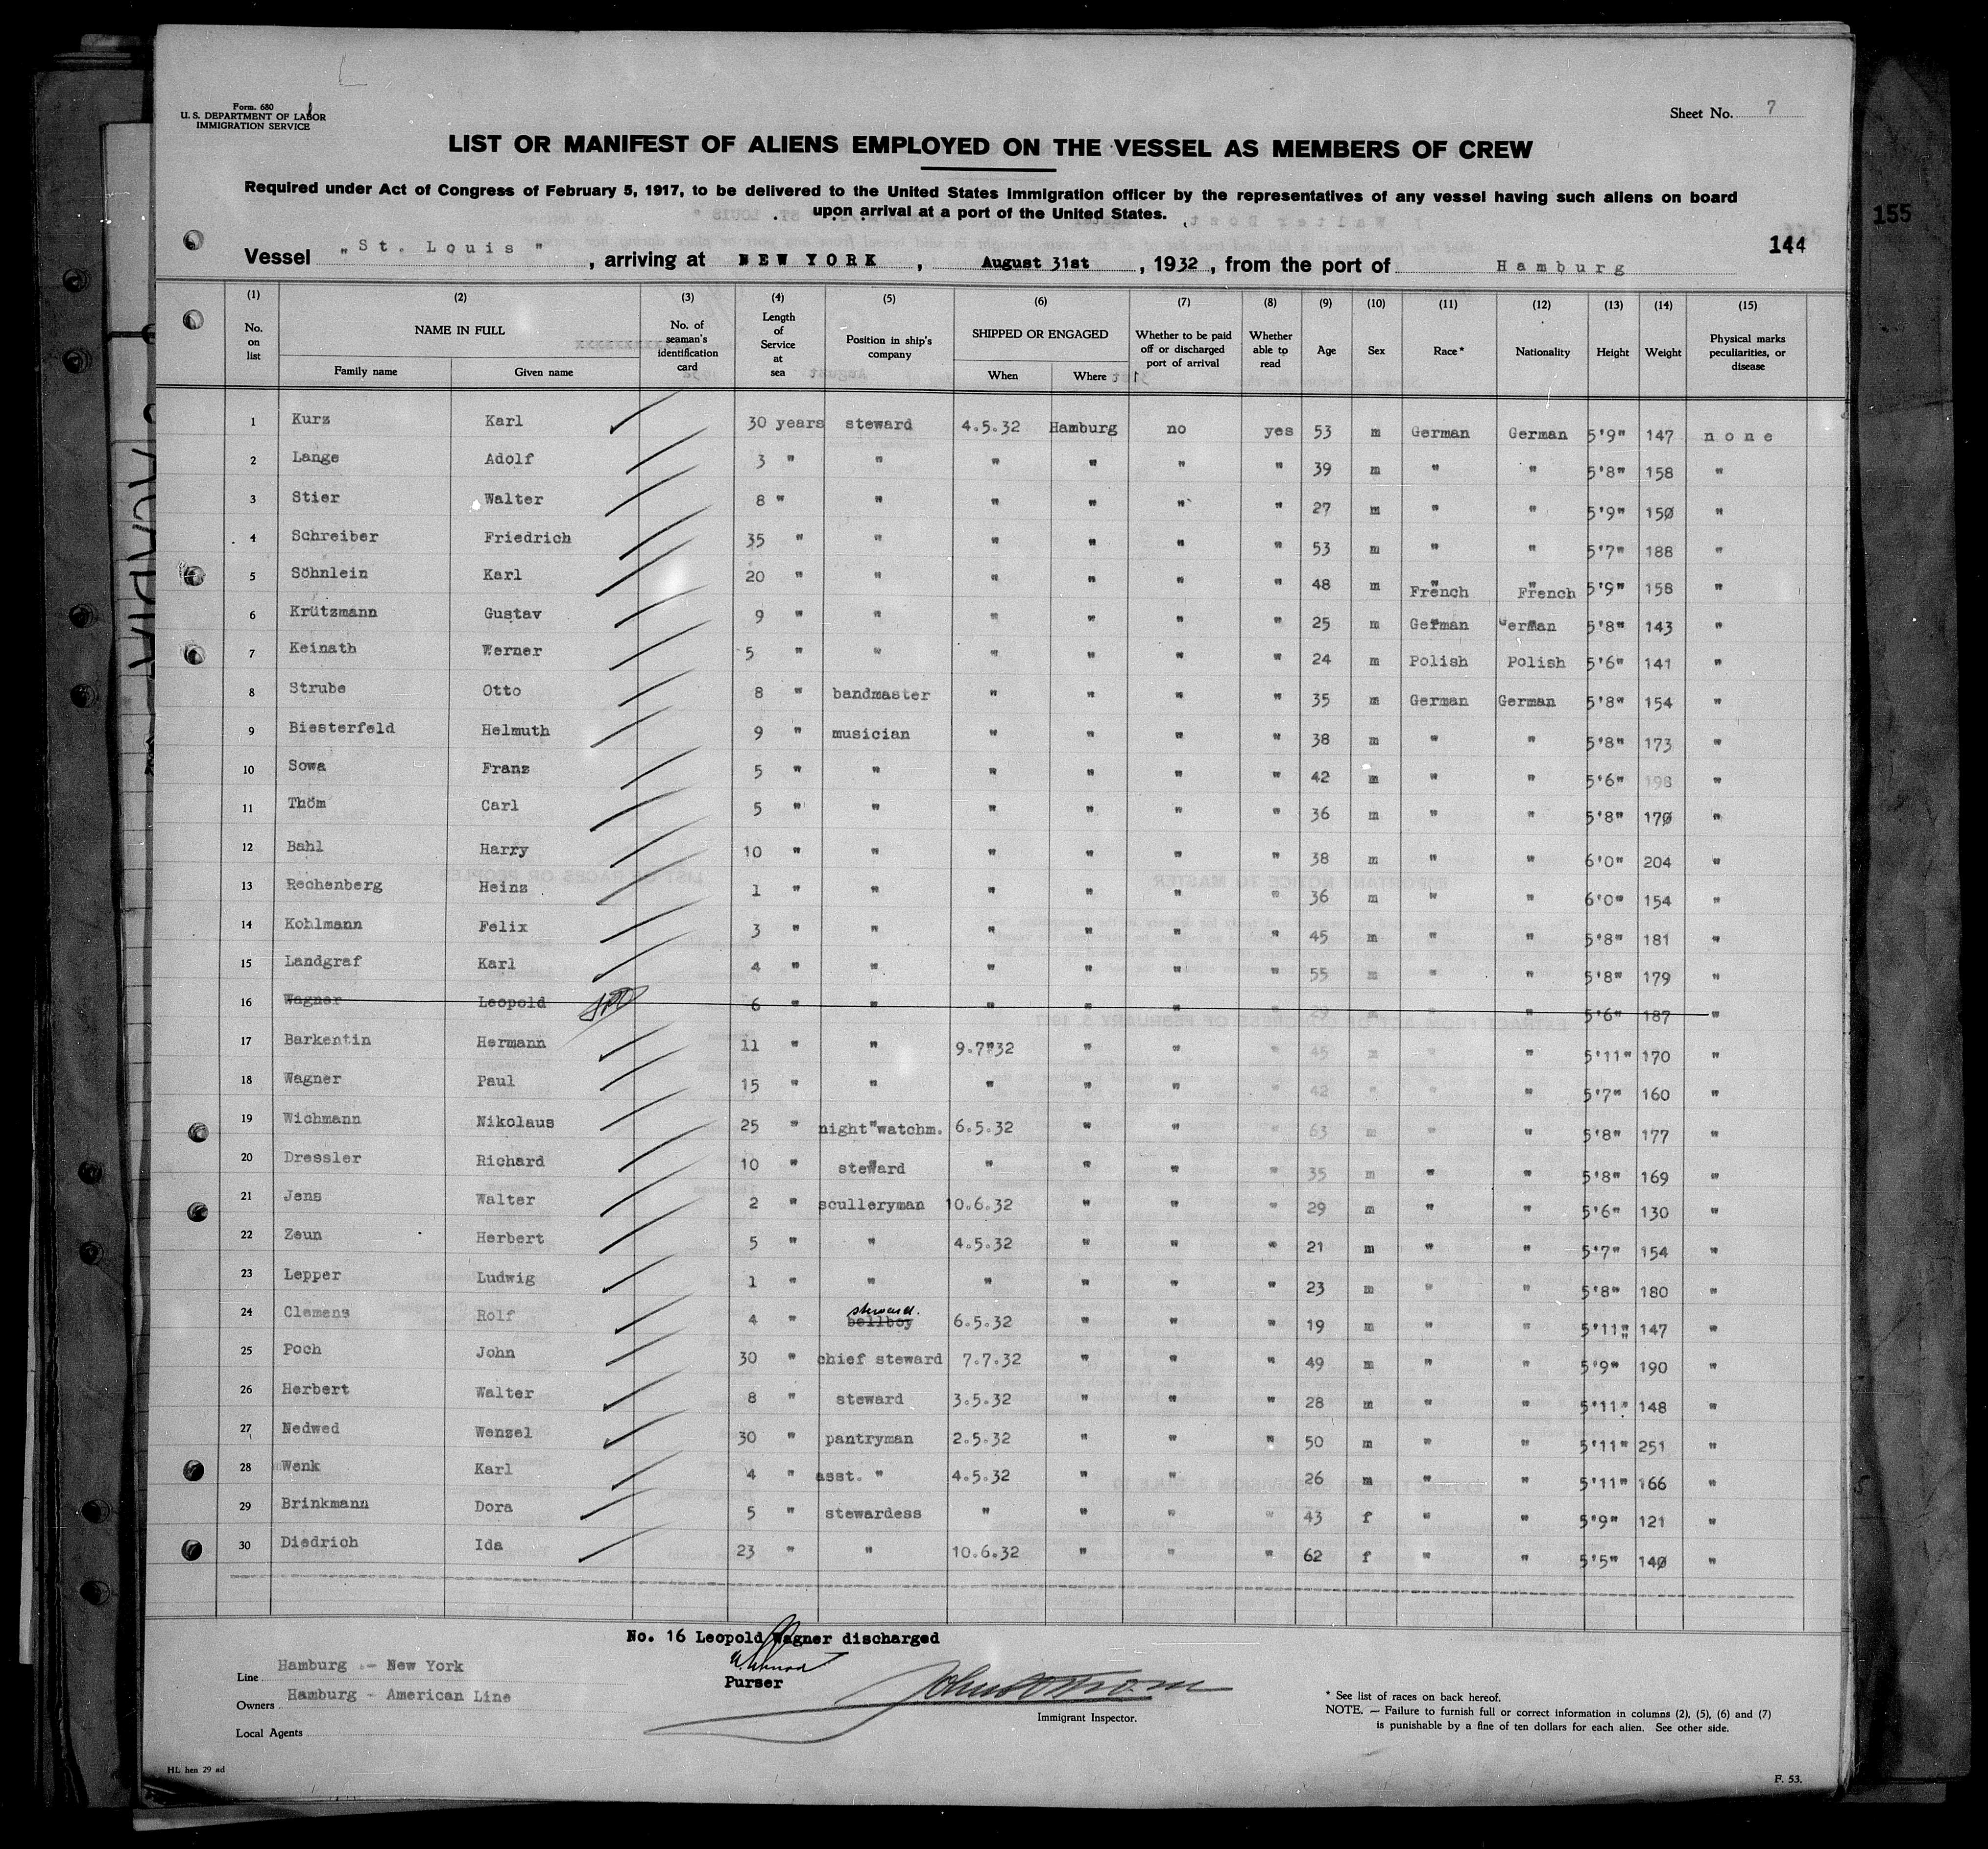 Form. 680
U. S. DEPARTMENT OF LABOR
IMMIGRATION SERVICE
Sheet No. 7
LIST OR MANIFEST OF ALIENS EMPLOYED ON THE VESSEL AS MEMBERS OF CREW
Required under Act of Congress of February 5, 1917, to be delivered to the United States Immigration officer by the representatives of any vessel having such aliens on board
upon arrival at a port of the United States.
155
144
Vessel „St. Louis", arriving at NEW YORK, August 31st, 1932, from the port of Hamburg
(1) (2) (3) (4) (5) (6) (7) (8) (9) (10) (11) (12) (13) (14) (15)
No. on list NAME IN FULL Family name Given name No. of seaman's identification card Length of Service at sea Position in ship's company SHIPPED OR ENGAGED When Where Whether to be paid off or discharged port of arrival Whether able to read Age Sex Race* Nationality Height Weight Physical marks peculiarities, or disease
1 Kurz Karl 30 years steward 4.5.32 Hamburg no yes 53 m German German 5'9" 147 none
2 Lange Adolf 3 " " " " " " 39 m " " 5'8" 158 "
3 Stier Walter 8 " " " " " " 27 m " " 5'9" 150 "
4 Schreiber Friedrich 35 " " " " " " 53 m " " 5'7" 188 "
5 Söhnlein Karl 20 " " " " " " 48 m " " 5'9" 158 "
French French
6 Krützmann Gustav 9 " " " " " " 25 m German German 5'8" 143 "
7 Keinath Werner 5 " " " " " " 24 m Polish Polish 5'6" 141 "
8 Strube Otto 8 " bandmaster " " " " 35 m German German 5'8" 154 "
9 Biesterfeld Helmuth 9 " musician " " " " 38 m " " 5'8" 173 "
10 Sowa Franz 5 " " " " " " 42 m " " 5'6" 198 "
11 Thöm Carl 5 " " " " " " 36 m " " 5'8" 170 "
12 Bahl Harry 10 " " " " " " 38 m " " 6'0" 204 "
13 Rechenberg Heinz 1 " " " " " " 36 m " " 6'0" 154 "
14 Kohlmann Felix 3 " " " " " " 45 m " " 5'8" 181 "
15 Landgraf Karl 4 " " " " " " 55 m " " 5'8" 179 "
16 Wagner Leopold 6 " " " " " " 29 m " " 5'6" 187 "
17 Barkentin Hermann 11 " " 9.7.32 " " " 45 m " " 5'11" 170 "
18 Wagner Paul 15 " " " " " " 42 " " " 5'7" 160 "
19 Wichmann Nikolaus 25 " night watchm. 6.5.32 " " " 63 m " " 5'8" 177 "
20 Dressler Richard 10 " steward " " " " 35 m " " 5'8" 169 "
21 Jens Walter 2 " sculleryman 10.6.32 " " " 29 m " " 5'6" 130 "
22 Zeun Herbert 5 " " 4.5.32 " " " 21 m " " 5'7" 154 "
23 Lepper Ludwig 1 " " " " " " 23 m " " 5'8" 180 "
24 Clemens Rolf 4 " bellboy steward. 6.5.32 " " " 19 m " " 5'11" 147 "
25 Poch John 30 " chief steward 7.7.32 " " " 49 m " " 5'9" 190 "
26 Herbert Walter 8 " steward 3.5.32 " " " 28 m " " 5'11" 148 "
27 Nedwed Wenzel 30 " pantryman 2.5.32 " " " 50 m " " 5'11" 251 "
28 Wenk Karl 4 " asst. " 4.5.32 " " " 26 m " " 5'11" 166 "
29 Brinkmann Dora 5 " stewardess " " " " 43 f " " 5'9" 121 "
30 Diedrich Ida 23 " " 10.6.32 " " " 62 f " " 5'5" 140 "
No. 16 Leopold Wagner discharged
Purser
Line Hamburg - New York
Owners Hamburg - American Line
Local Agents
Immigrant Inspector.
* See list of races on back hereof.
NOTE. — Failure to furnish full or correct information in columns (2), (5), (6) and (7)
is punishable by a fine of ten dollars for each alien. See other side.
HL hen 29 ad
F. 53.